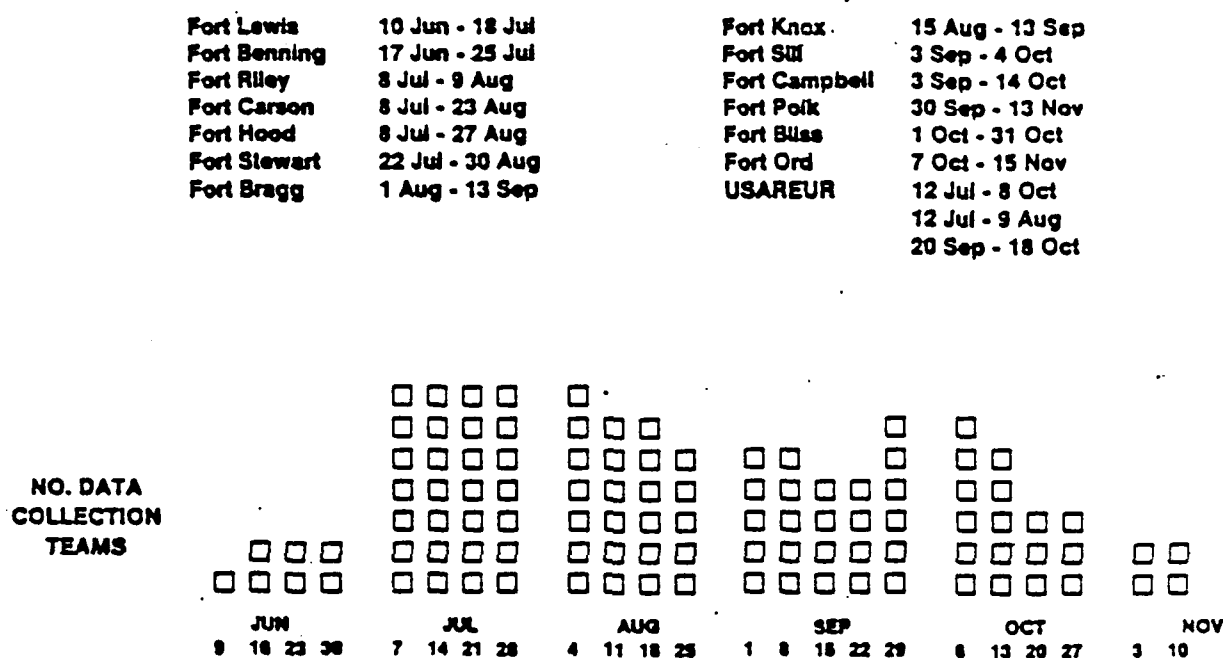 Fort Lewis 10 Jun - 18 Jul
Fort Benning 17 Jun - 25 Jul
Fort Riley 8 Jul - 9 Aug
Fort Carson 8 Jul - 23 Aug
Fort Hood 8 Jul - 27 Aug
Fort Stewart 22 Jul - 30 Aug
Fort Bragg 1 Aug - 13 Sep
Fort Knox 15 Aug - 13 Sep
Fort Sill 3 Sep - 4 Oct
Fort Campbell 3 Sep - 14 Oct
Fort Polk 30 Sep - 13 Nov
Fort Bliss 1 Oct - 31 Oct
Fort Ord 7 Oct - 15 Nov
USAREUR 12 Jul - 8 Oct
12 Jul - 9 Aug
20 Sep - 18 Oct
NO. DATA
COLLECTION
TEAMS
JUN JUL AUG SEP OCT NOV
9 16 23 30 7 14 21 28 4 11 18 25 1 8 15 22 29 6 13 20 27 3 10